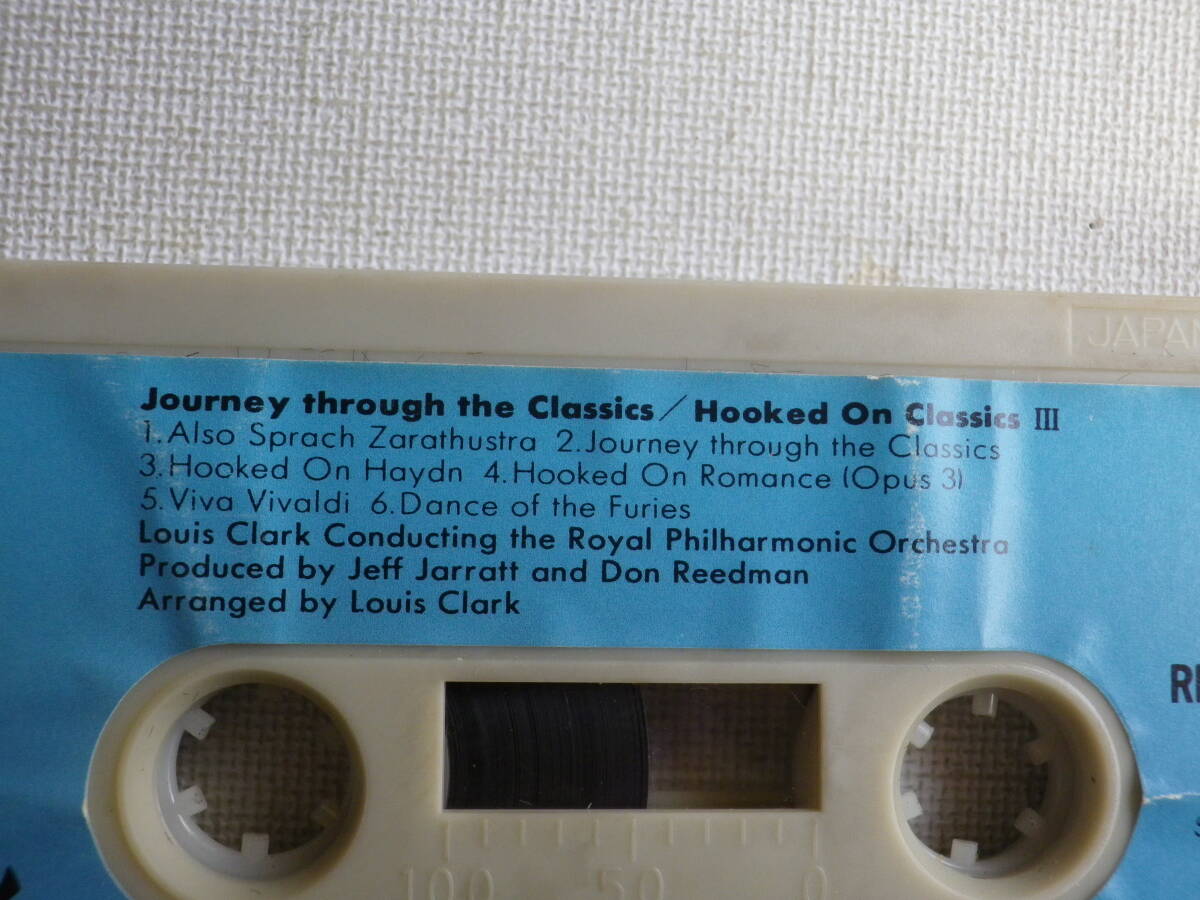 JAPAN
Journey through the Classics／Hooked On Classics III
1.Also Sprach Zarathustra 2.Journey through the Classics
3.Hooked On Haydn 4.Hooked On Romance (Opus 3)
5.Viva Vivaldi 6.Dance of the Furies
Louis Clark Conducting the Royal Philharmonic Orchestra
Produced by Jeff Jarratt and Don Reedman
Arranged by Louis Clark
100 50 0